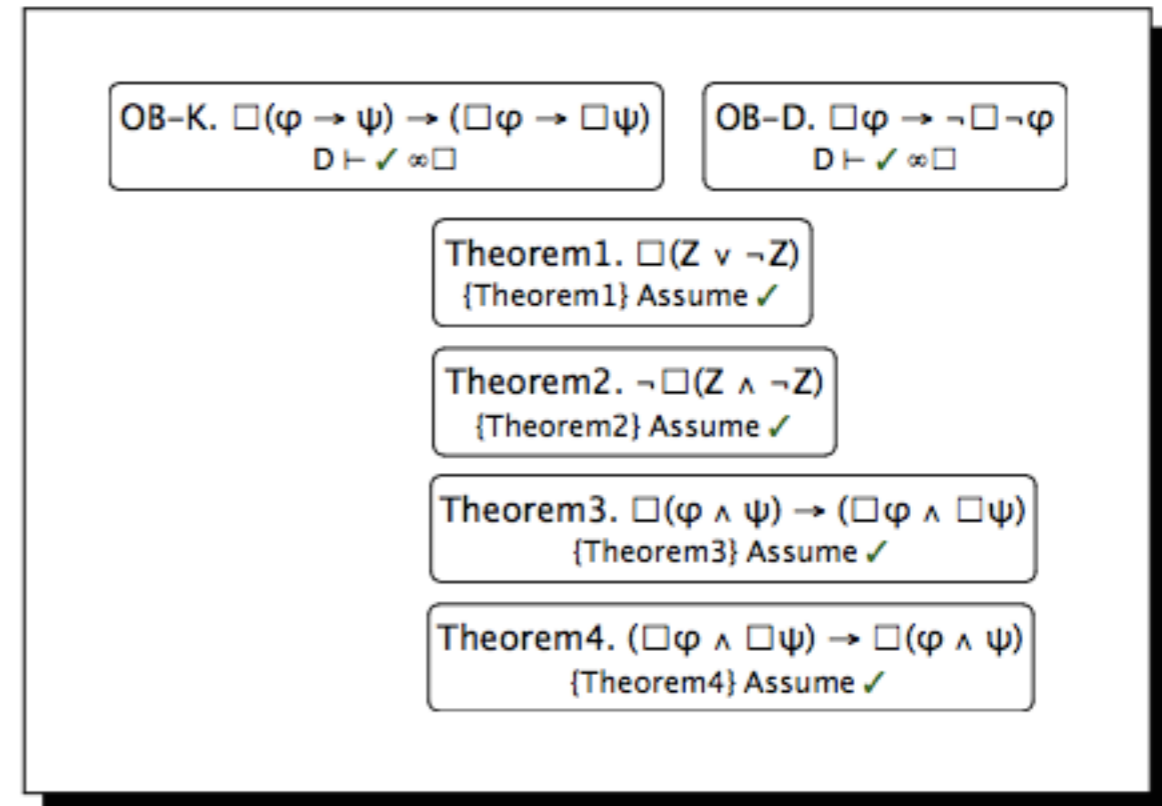 OB-K. □(φ → ψ) → (□φ → □ψ)
D ⊢ ✓ ∞□
OB-D. □φ → ¬□¬φ
D ⊢ ✓ ∞□
Theorem1. □(Z ∨ ¬Z)
{Theorem1} Assume ✓
Theorem2. ¬□(Z ∧ ¬Z)
{Theorem2} Assume ✓
Theorem3. □(φ ∧ ψ) → (□φ ∧ □ψ)
{Theorem3} Assume ✓
Theorem4. (□φ ∧ □ψ) → □(φ ∧ ψ)
{Theorem4} Assume ✓